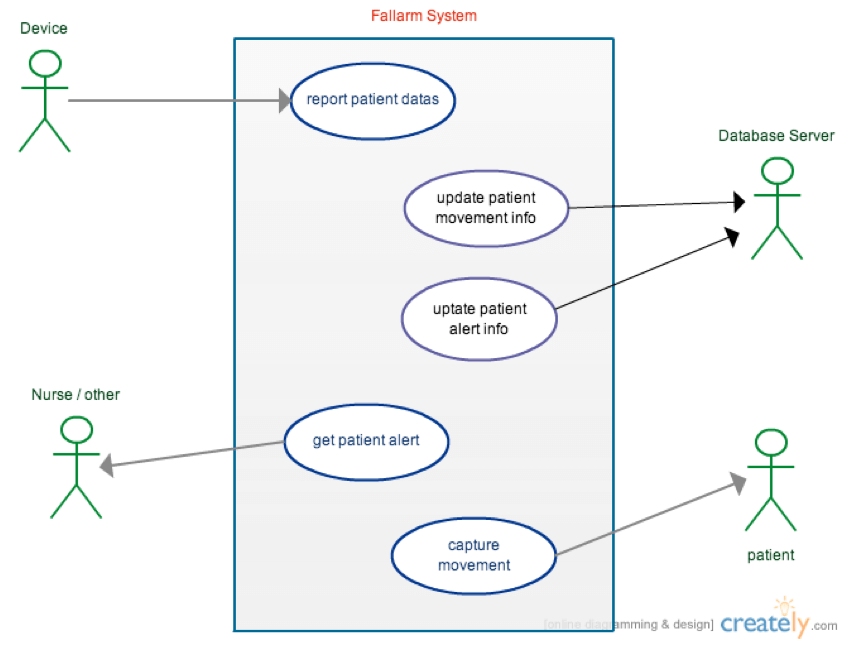 Fallarm System
Device
report patient datas
Database Server
update patient
movement info
uptate patient
alert info
Nurse / other
get patient alert
capture
movement
patient
[online diagramming & design] creately.com